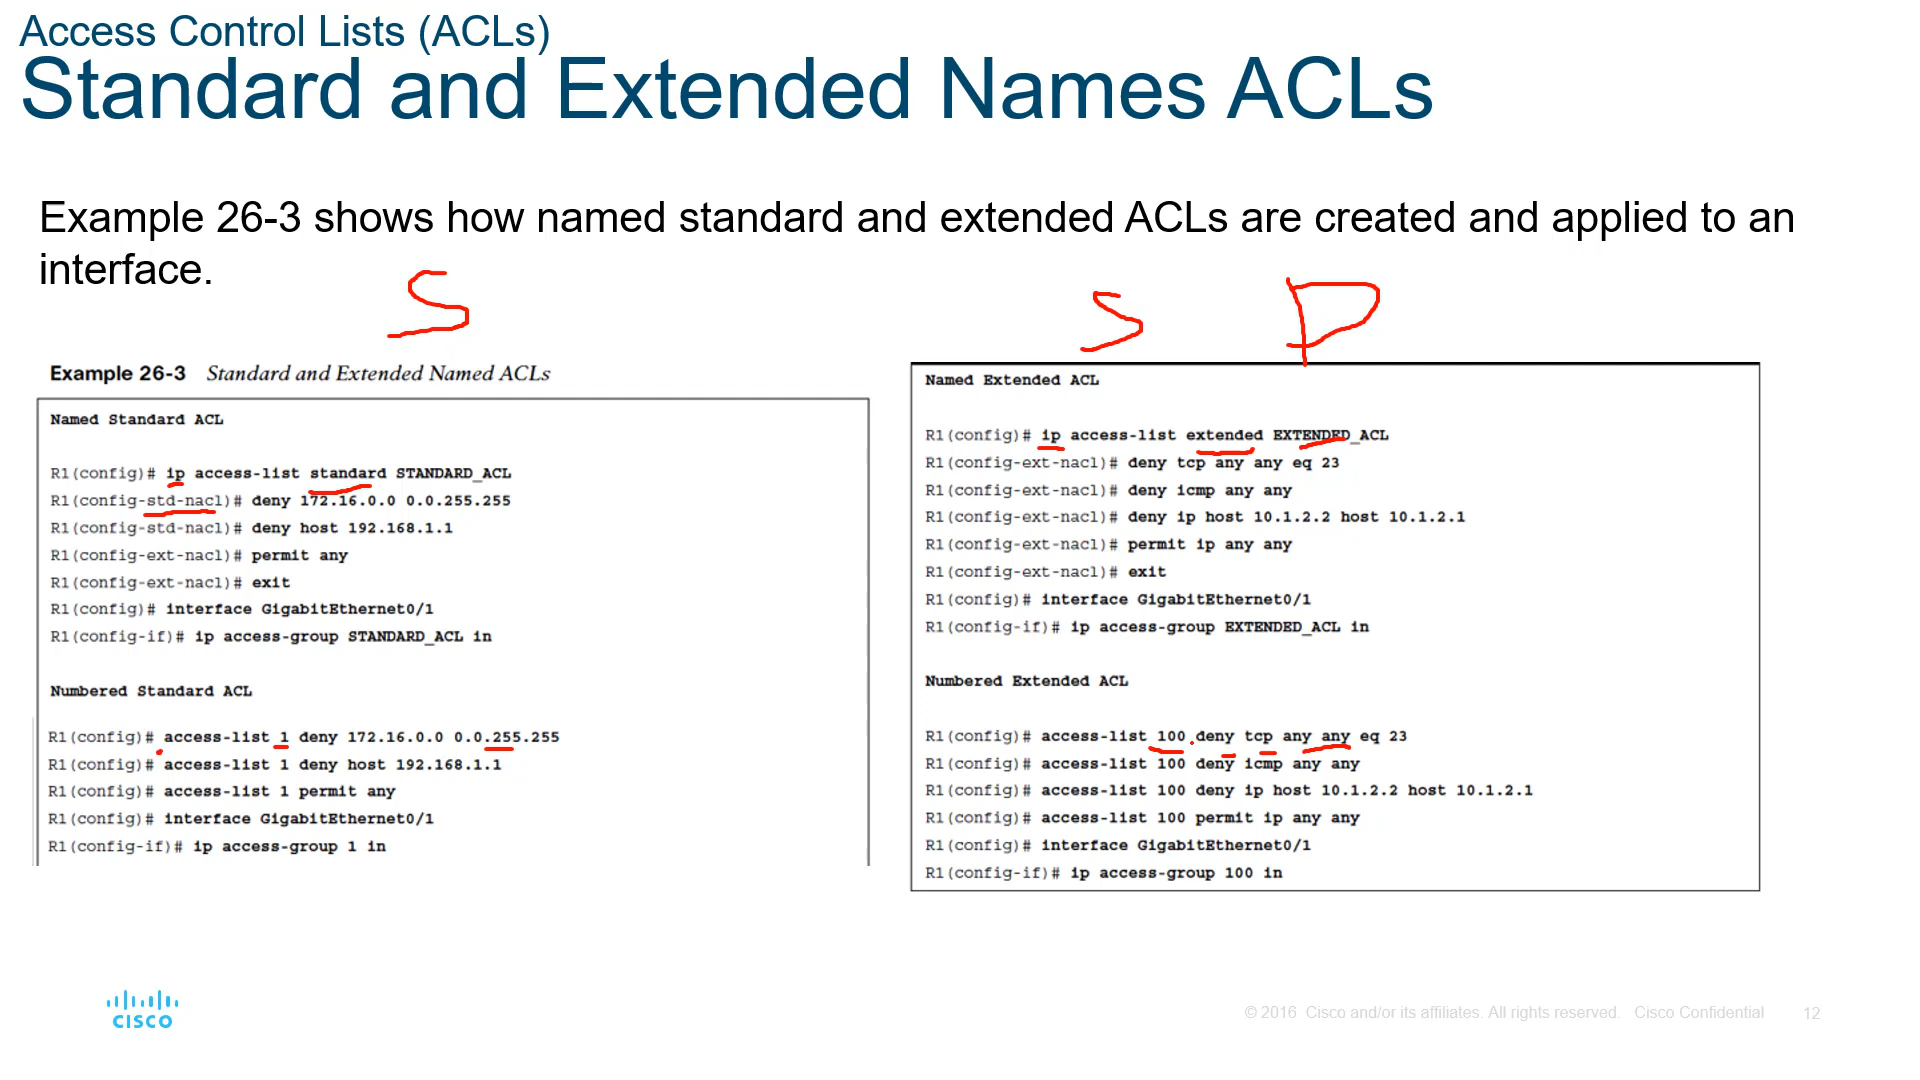 Access Control Lists (ACLs)
Standard and Extended Names ACLs
Example 26-3 shows how named standard and extended ACLs are created and applied to an
interface.
S
S P
Example 26-3 Standard and Extended Named ACLs
Named Standard ACL
R1(config)# ip access-list standard STANDARD_ACL
R1(config-std-nacl)# deny 172.16.0.0 0.0.255.255
R1(config-std-nacl)# deny host 192.168.1.1
R1(config-ext-nacl)# permit any
R1(config-ext-nacl)# exit
R1(config)# interface GigabitEthernet0/1
R1(config-if)# ip access-group STANDARD_ACL in
Numbered Standard ACL
R1(config)# access-list 1 deny 172.16.0.0 0.0.255.255
R1(config)# access-list 1 deny host 192.168.1.1
R1(config)# access-list 1 permit any
R1(config)# interface GigabitEthernet0/1
R1(config-if)# ip access-group 1 in
Named Extended ACL
R1(config)# ip access-list extended EXTENDED_ACL
R1(config-ext-nacl)# deny tcp any any eq 23
R1(config-ext-nacl)# deny icmp any any
R1(config-ext-nacl)# deny ip host 10.1.2.2 host 10.1.2.1
R1(config-ext-nacl)# permit ip any any
R1(config-ext-nacl)# exit
R1(config)# interface GigabitEthernet0/1
R1(config-if)# ip access-group EXTENDED_ACL in
Numbered Extended ACL
R1(config)# access-list 100 deny tcp any any eq 23
R1(config)# access-list 100 deny icmp any any
R1(config)# access-list 100 deny ip host 10.1.2.2 host 10.1.2.1
R1(config)# access-list 100 permit ip any any
R1(config)# interface GigabitEthernet0/1
R1(config-if)# ip access-group 100 in
CISCO
© 2016 Cisco and/or its affiliates. All rights reserved. Cisco Confidential 12